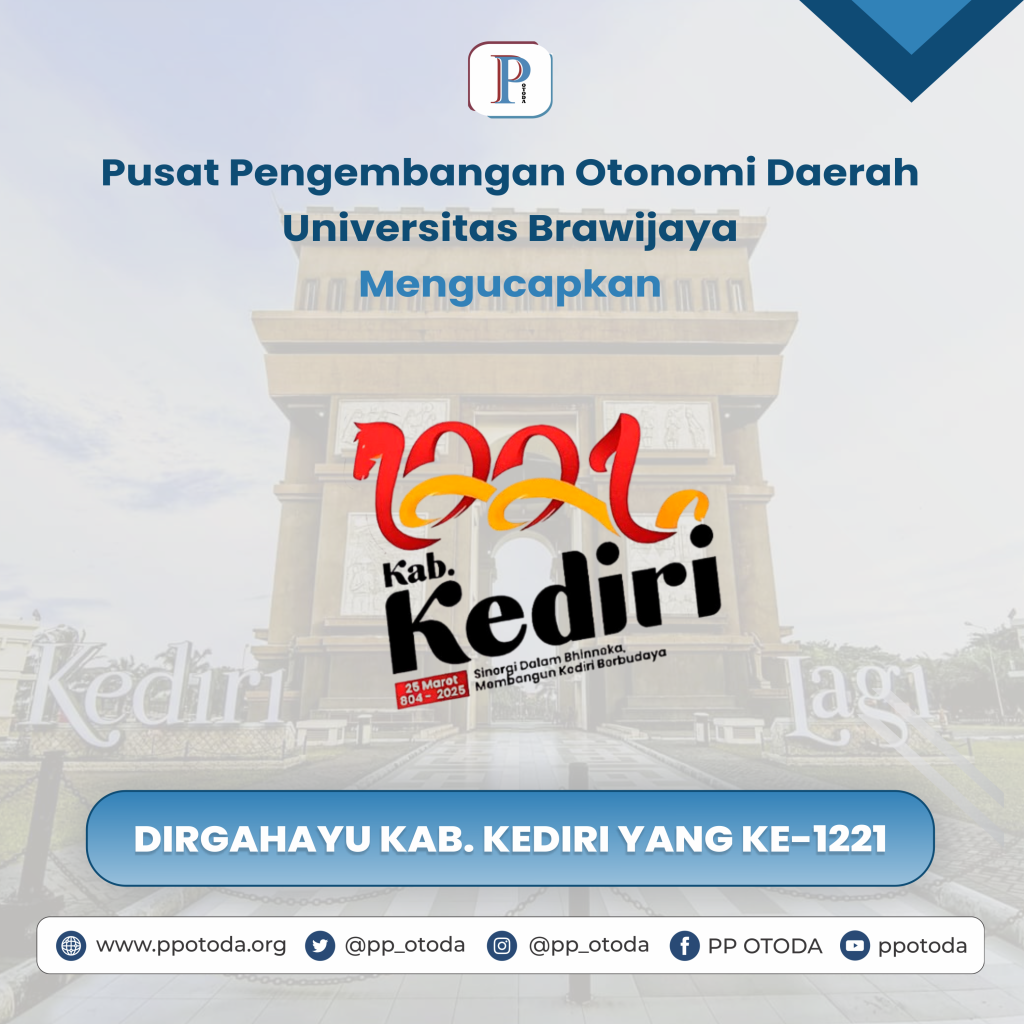 P
OTODA
Pusat Pengembangan Otonomi Daerah
Universitas Brawijaya
Mengucapkan
1221
Kab.
Kediri
25 Maret
804 - 2025
Sinergi Dalam Bhinneka,
Membangun Kediri Berbudaya
Kediri
Lagi
DIRGAHAYU KAB. KEDIRI YANG KE-1221
www.ppotoda.org
@pp_otoda
@pp_otoda
PP OTODA
ppotoda